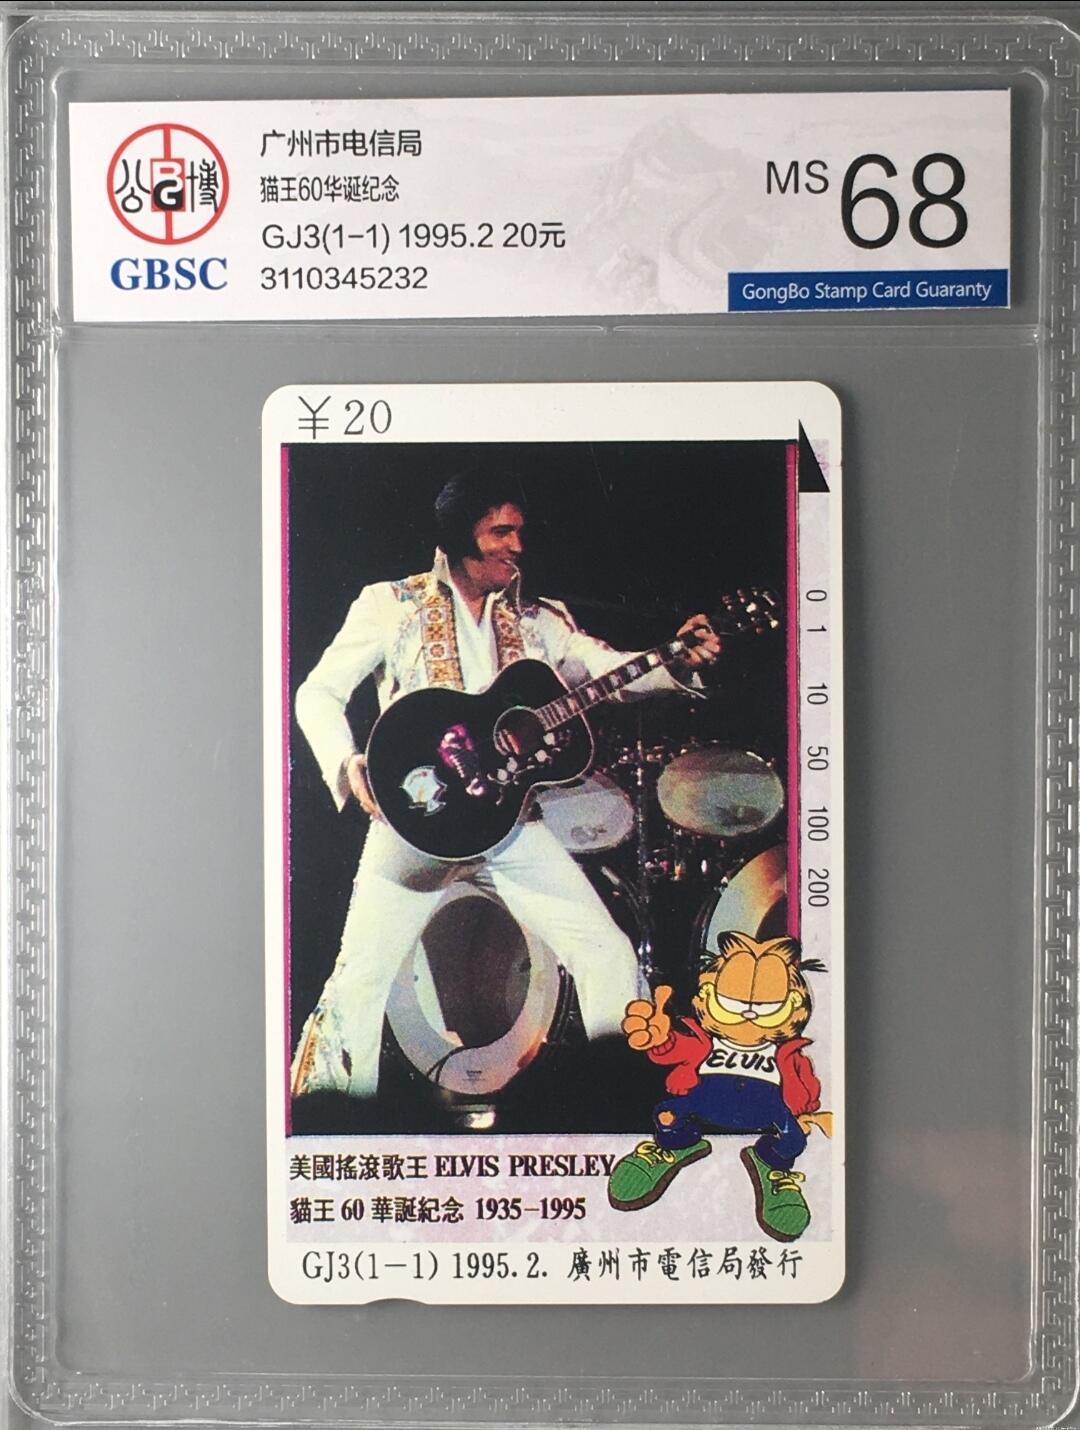 广州市电信局
猫王60华诞纪念
GJ3(1-1) 1995.2 20元
3110345232
公 BG 博
GBSC
MS 68
GongBo Stamp Card Guaranty
¥20
0 1 10 50 100 200
ELVIS
美國搖滾歌王 ELVIS PRESLEY
貓王 60 華誕紀念 1935-1995
GJ3(1-1) 1995.2. 廣州市電信局發行